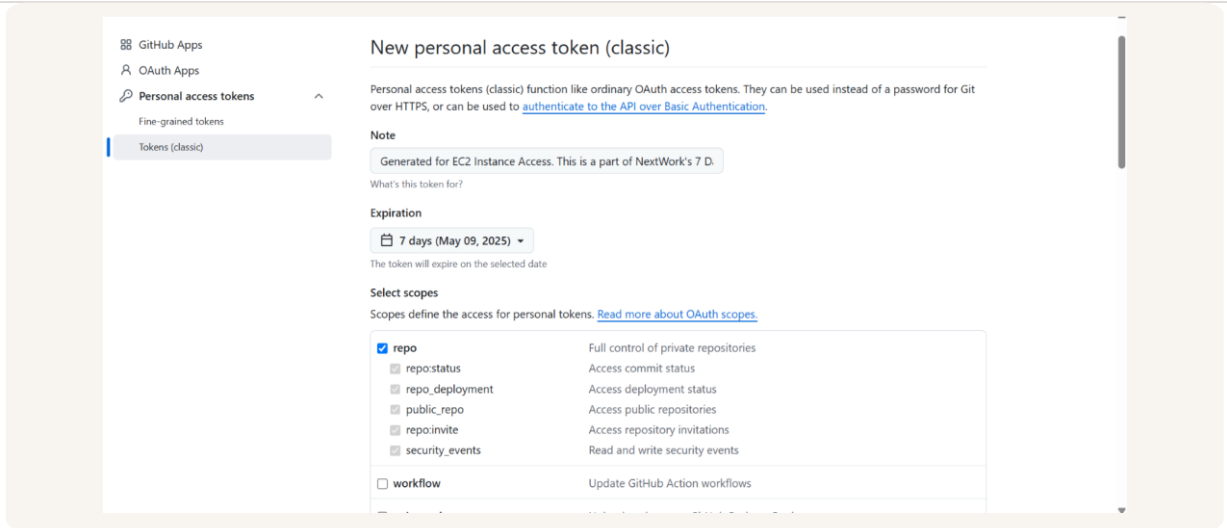 GitHub Apps
OAuth Apps
Personal access tokens
Fine-grained tokens
Tokens (classic)
New personal access token (classic)
Personal access tokens (classic) function like ordinary OAuth access tokens. They can be used instead of a password for Git
over HTTPS, or can be used to authenticate to the API over Basic Authentication.
Note
Generated for EC2 Instance Access. This is a part of NextWork's 7 D
What's this token for?
Expiration
7 days (May 09, 2025)
The token will expire on the selected date
Select scopes
Scopes define the access for personal tokens. Read more about OAuth scopes.
repo Full control of private repositories
repo:status Access commit status
repo_deployment Access deployment status
public_repo Access public repositories
repo:invite Access repository invitations
security_events Read and write security events
workflow Update GitHub Action workflows